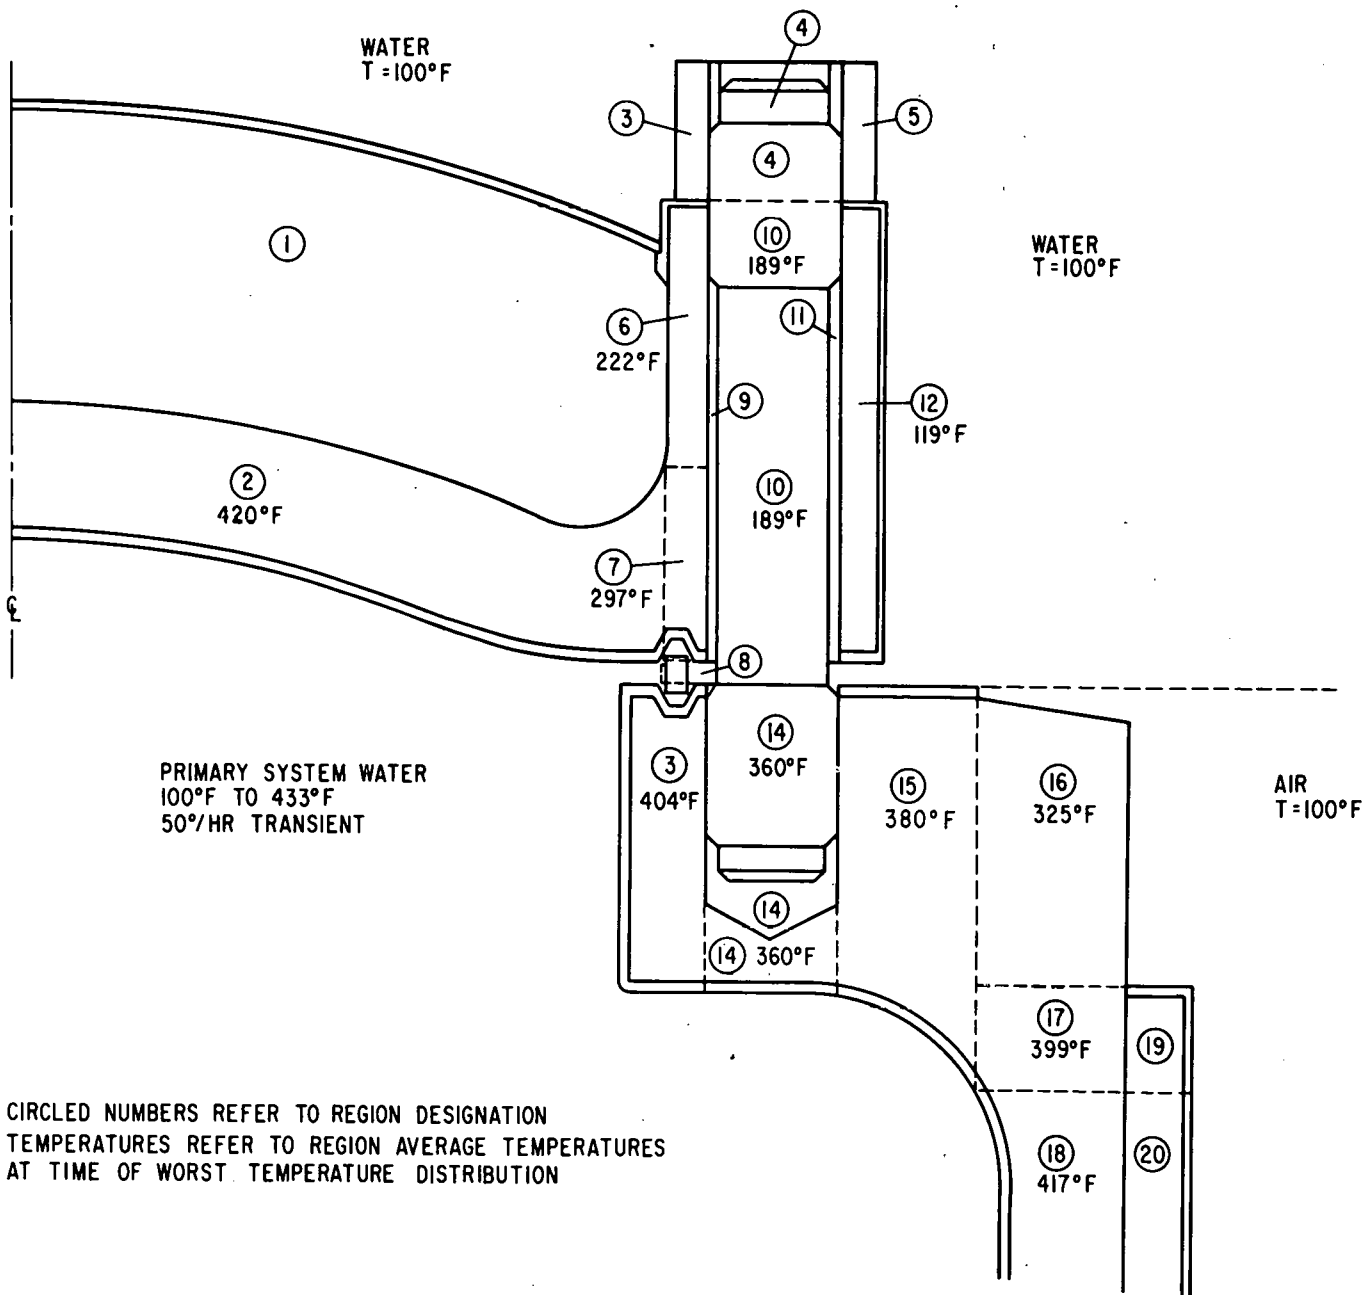 4
WATER
T=100°F
3
5
4
10
189°F
1
WATER
T=100°F
6
222°F
11
9
12
119°F
2
420°F
10
189°F
7
297°F
℄
8
14
360°F
3
404°F
PRIMARY SYSTEM WATER
100°F TO 433°F
50°/HR TRANSIENT
15
380°F
16
325°F
AIR
T=100°F
14
14 360°F
17
399°F
19
CIRCLED NUMBERS REFER TO REGION DESIGNATION
TEMPERATURES REFER TO REGION AVERAGE TEMPERATURES
AT TIME OF WORST TEMPERATURE DISTRIBUTION
18
417°F
20